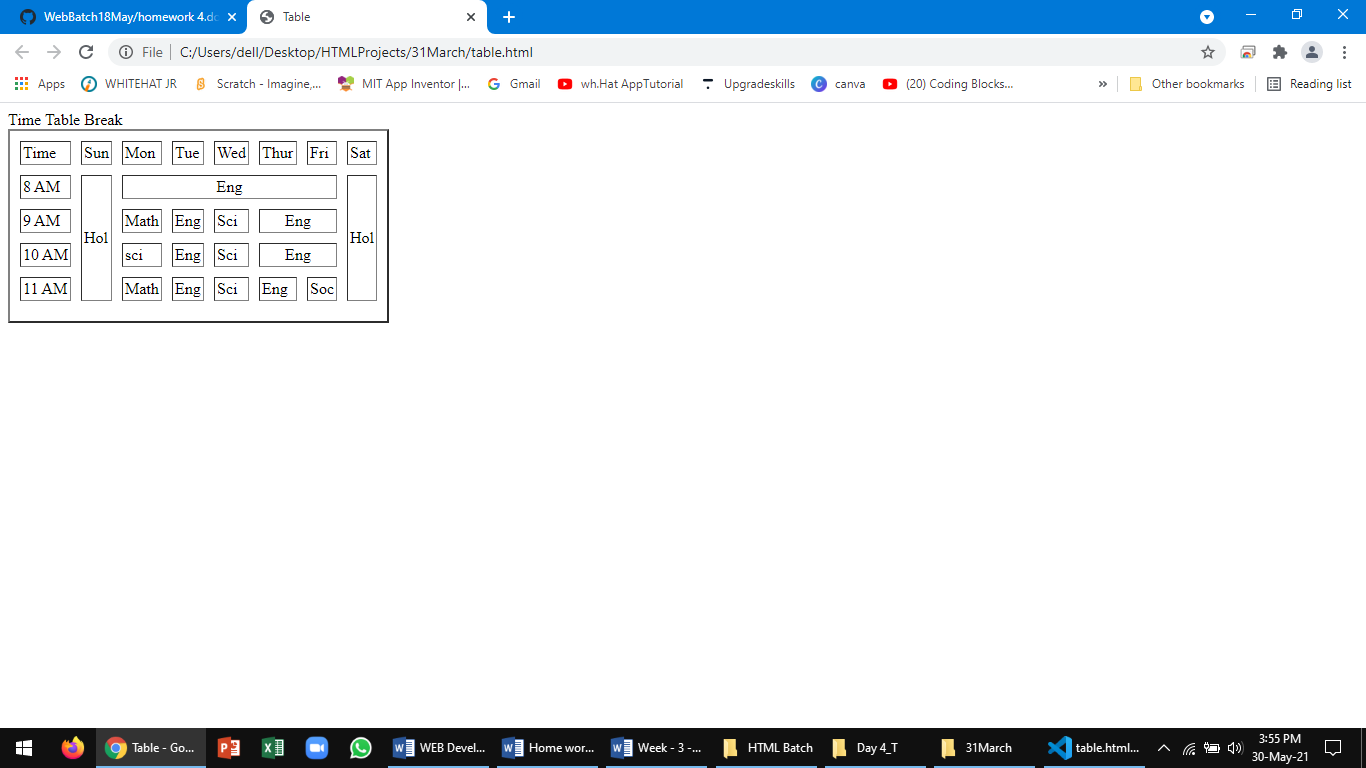 WebBatch18May/homework 4.dc
Table
File C:/Users/dell/Desktop/HTMLProjects/31March/table.html
Apps WHITEHAT JR Scratch - Imagine,... MIT App Inventor |... Gmail wh.Hat AppTutorial Upgradeskills canva (20) Coding Blocks... » Other bookmarks Reading list
Time Table Break
Time Sun Mon Tue Wed Thur Fri Sat
8 AM Eng
9 AM Math Eng Sci Eng
Hol Hol
10 AM sci Eng Sci Eng
11 AM Math Eng Sci Eng Soc
Table - Go... WEB Devel... Home wor... Week - 3 -... HTML Batch Day 4_T 31March table.html...
3:55 PM
30-May-21